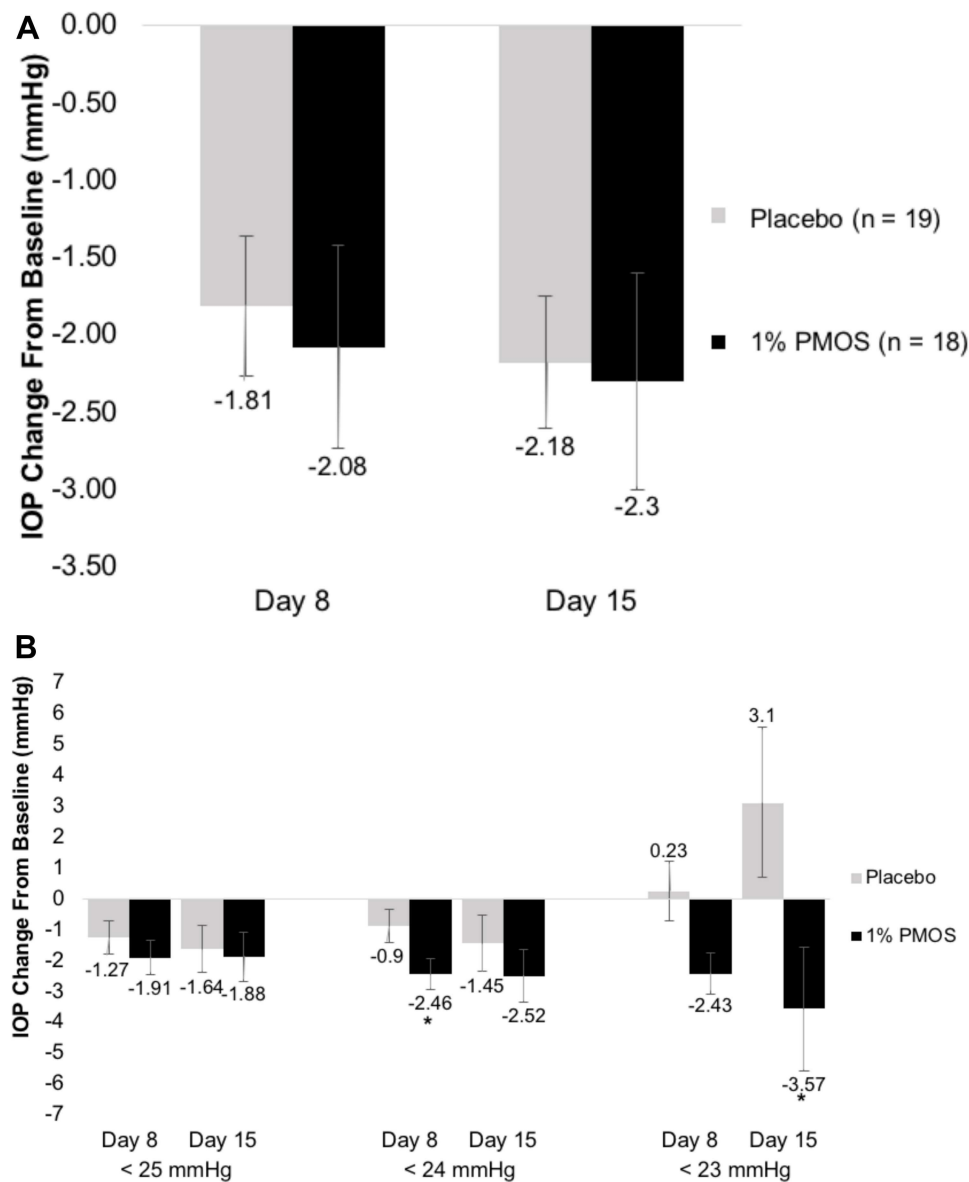 A
IOP Change From Baseline (mmHg)
0.00
-0.50
-1.00
-1.50
-2.00
-2.50
-3.00
-3.50
-1.81
-2.08
-2.18
-2.3
Day 8
Day 15
Placebo (n = 19)
1% PMOS (n = 18)
B
IOP Change From Baseline (mmHg)
7
6
5
4
3
2
1
0
-1
-2
-3
-4
-5
-6
-7
-1.27
-1.91
-1.64
-1.88
-0.9
-2.46
*
-1.45
-2.52
0.23
-2.43
3.1
-3.57
*
Day 8 Day 15
< 25 mmHg
Day 8 Day 15
< 24 mmHg
Day 8 Day 15
< 23 mmHg
Placebo
1% PMOS